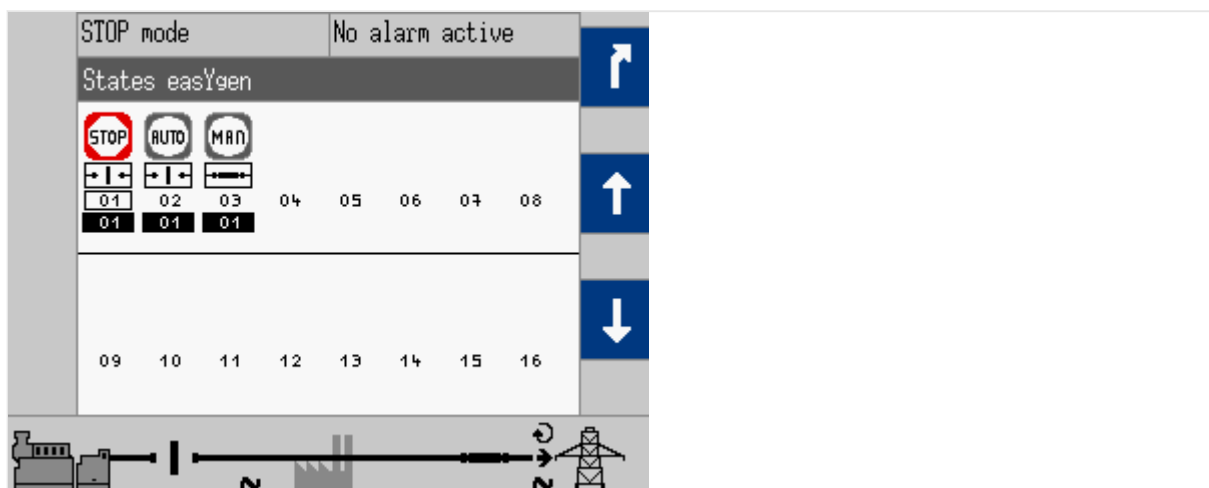 STOP mode No alarm active
States easYgen
STOP AUTO MAN
01 02 03 04 05 06 07 08
01 01 01
09 10 11 12 13 14 15 16